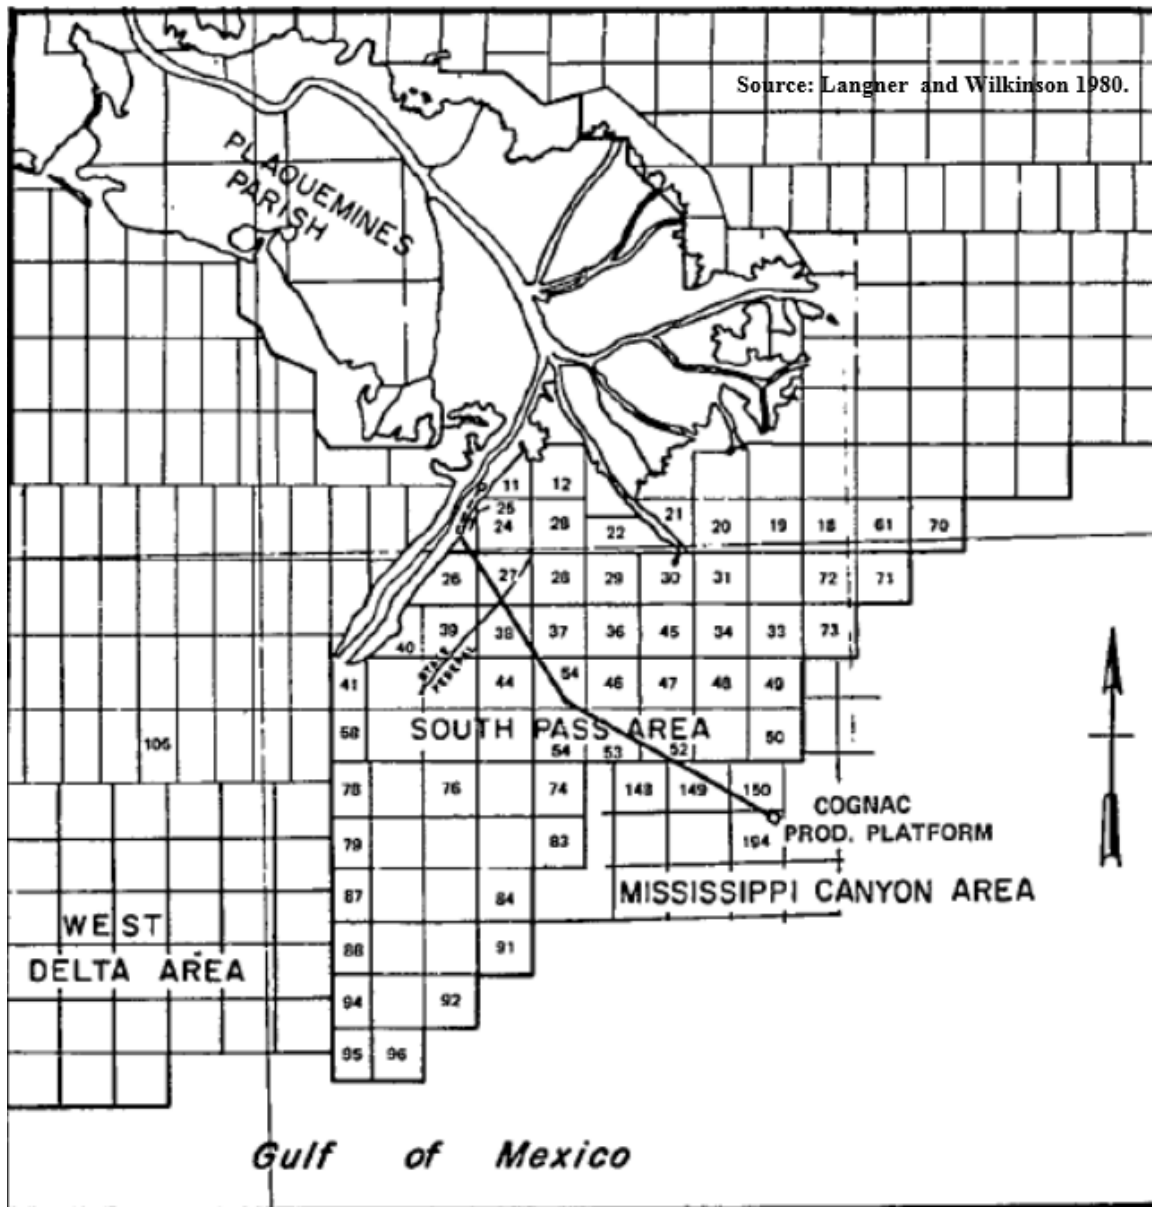 Source: Langner and Wilkinson 1980.
PLAQUEMINES
PARISH
11 12
25
24 28 22 21 20 19 18 61 70
26 27 28 29 30 31 72 71
40 39 38 37 36 45 34 33 73
STATE
FEDERAL
41 44 54 46 47 48 49
SOUTH PASS AREA
106 58 54 53 52 50
78 76 74 148 149 150
COGNAC
PROD. PLATFORM
79 83 194
MISSISSIPPI CANYON AREA
87 84
WEST
DELTA AREA
88 91
94 92
95 96
Gulf of Mexico